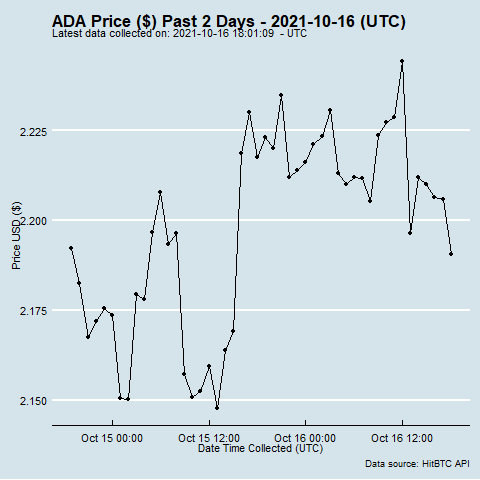 ADA Price ($) Past 2 Days - 2021-10-16 (UTC)
Latest data collected on: 2021-10-16 18:01:09  - UTC
Price USD ($)
2.225
2.200
2.175
2.150
Oct 15 00:00
Oct 15 12:00
Oct 16 00:00
Oct 16 12:00
Date Time Collected (UTC)
Data source: HitBTC API